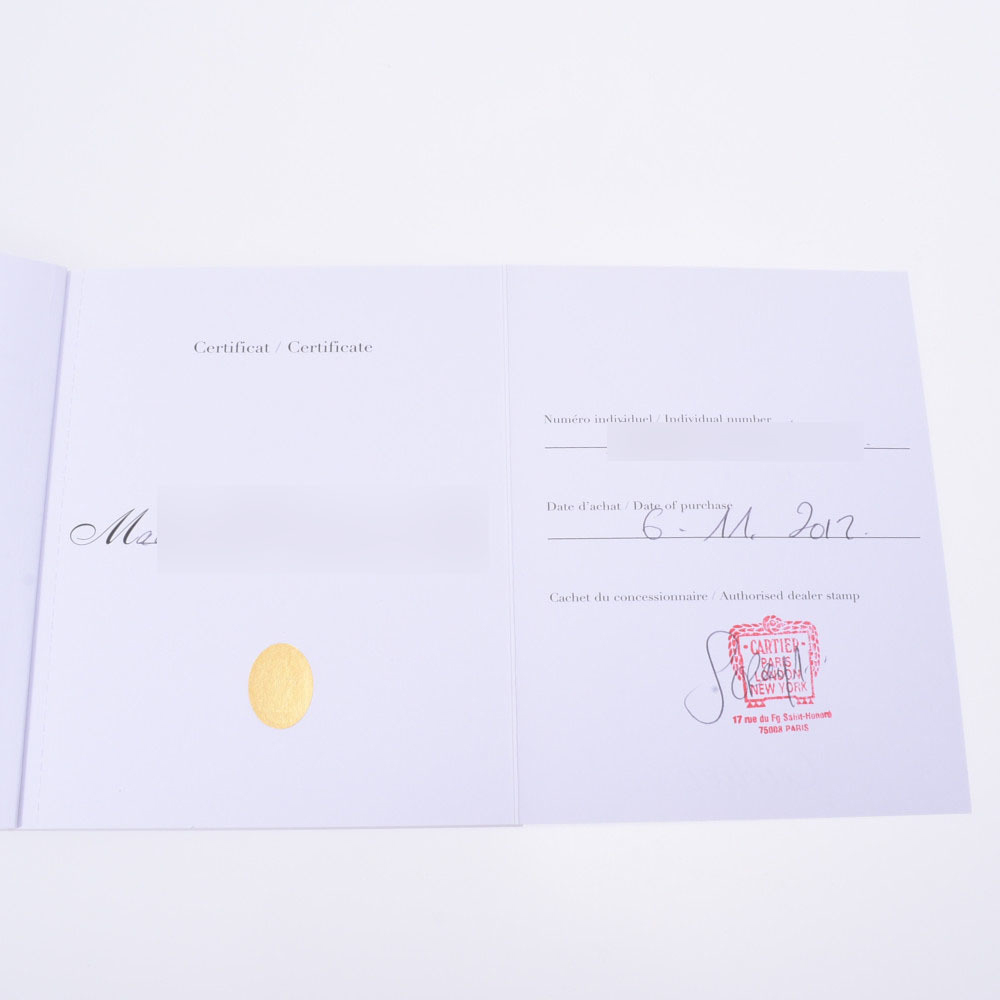 Certificat / Certificate
Numéro individuel / Individual number
Date d'achat / Date of purchase
6 - 11. 2012.
Cachet du concessionnaire / Authorised dealer stamp
CARTIER
PARIS
LONDON
NEW YORK
17 rue du Fg Saint-Honoré
75008 PARIS